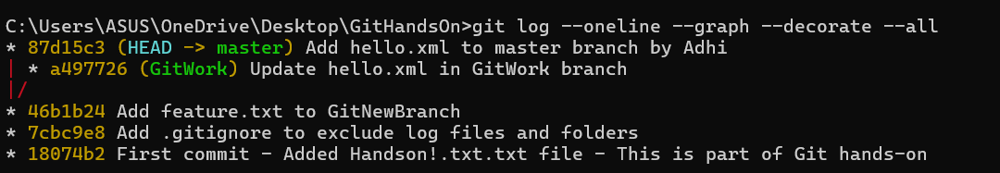 C:\Users\ASUS\OneDrive\Desktop\GitHandsOn>git log --oneline --graph --decorate --all
* 87d15c3 (HEAD -> master) Add hello.xml to master branch by Adhi
| * a497726 (GitWork) Update hello.xml in GitWork branch
|/
* 46b1b24 Add feature.txt to GitNewBranch
* 7cbc9e8 Add .gitignore to exclude log files and folders
* 18074b2 First commit - Added Handson!.txt.txt file - This is part of Git hands-on